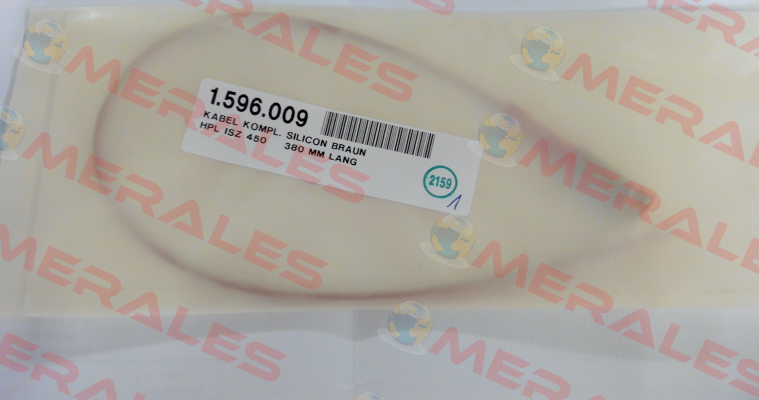 1.596.009
KABEL KOMPL. SILICON BRAUN
HPL ISZ 450 380 MM LANG
2159
1
MERALES
MERALES
MERALES
MERALES
MERALES
MERALES
MERALES